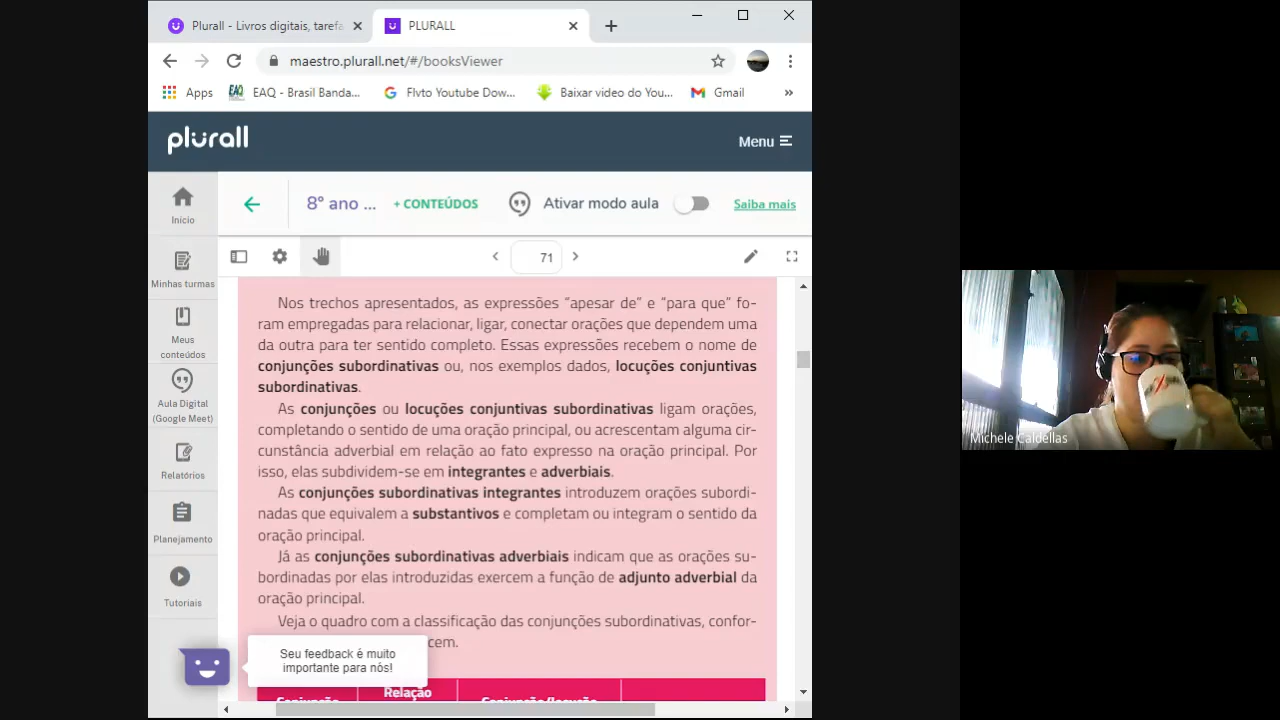 Plurall - Livros digitais, tarefa
PLURALL
maestro.plurall.net/#/booksViewer
Apps
EAQ
EAQ - Brasil Banda...
Flvto Youtube Dow...
Baixar video do You...
Gmail
»
plurall
Menu
8º ano ...
+ CONTEÚDOS
Ativar modo aula
Saiba mais
Início
Minhas turmas
Meus
conteúdos
Aula Digital
(Google Meet)
Relatórios
Planejamento
Tutoriais
71
Nos trechos apresentados, as expressões “apesar de” e “para que” fo-
ram empregadas para relacionar, ligar, conectar orações que dependem uma
da outra para ter sentido completo. Essas expressões recebem o nome de
conjunções subordinativas ou, nos exemplos dados, locuções conjuntivas
subordinativas.
As conjunções ou locuções conjuntivas subordinativas ligam orações,
completando o sentido de uma oração principal, ou acrescentam alguma cir-
cunstância adverbial em relação ao fato expresso na oração principal. Por
isso, elas subdividem-se em integrantes e adverbiais.
As conjunções subordinativas integrantes introduzem orações subordi-
nadas que equivalem a substantivos e completam ou integram o sentido da
oração principal.
Já as conjunções subordinativas adverbiais indicam que as orações su-
bordinadas por elas introduzidas exercem a função de adjunto adverbial da
oração principal.
Veja o quadro com a classificação das conjunções subordinativas, confor-
cem.
Seu feedback é muito
importante para nós!
Relação
Conjunção
Conjunção/locução
Michele Caldellas